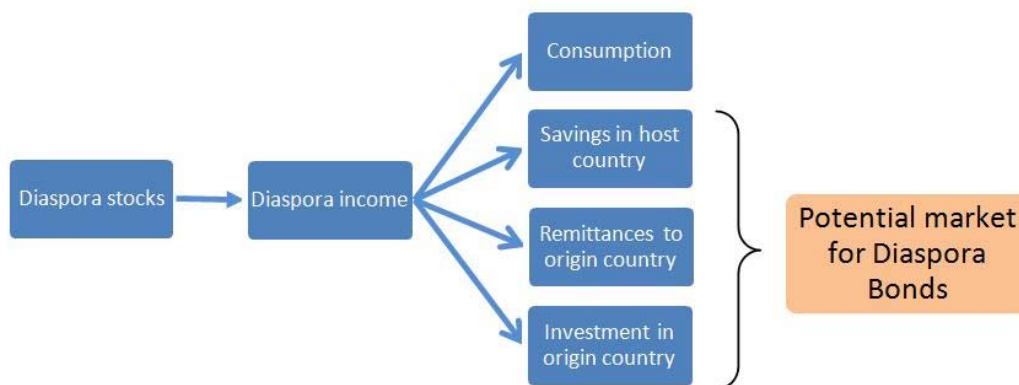 Consumption
Savings in host
country
Diaspora stocks
Diaspora income
Remittances to
origin country
Investment in
origin country
Potential market
for Diaspora
Bonds